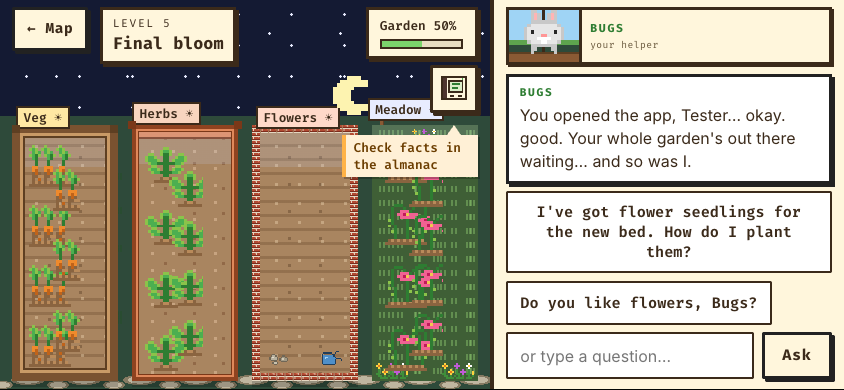 ← Map
LEVEL 5
Final bloom
Garden 50%
Veg ☀
Herbs ☀
Flowers ☀
Meadow
Check facts in
the almanac
BUGS
your helper
BUGS
You opened the app, Tester... okay.
good. Your whole garden's out there
waiting... and so was I.
I've got flower seedlings for
the new bed. How do I plant
them?
Do you like flowers, Bugs?
or type a question...
Ask